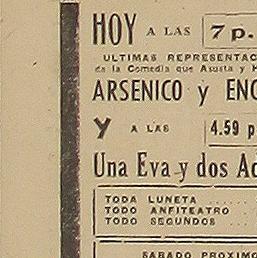 HOY A LAS 7 p.
ULTIMAS REPRESENTAC
de la Comedia que Asusta y H
ARSENICO y ENC
Y A LAS 4.59 p
Una Eva y dos Ad
TODA LUNETA .....
TODO ANFITEATRO ...
TODO SEGUNDOS ...
SABADO PROXIMO